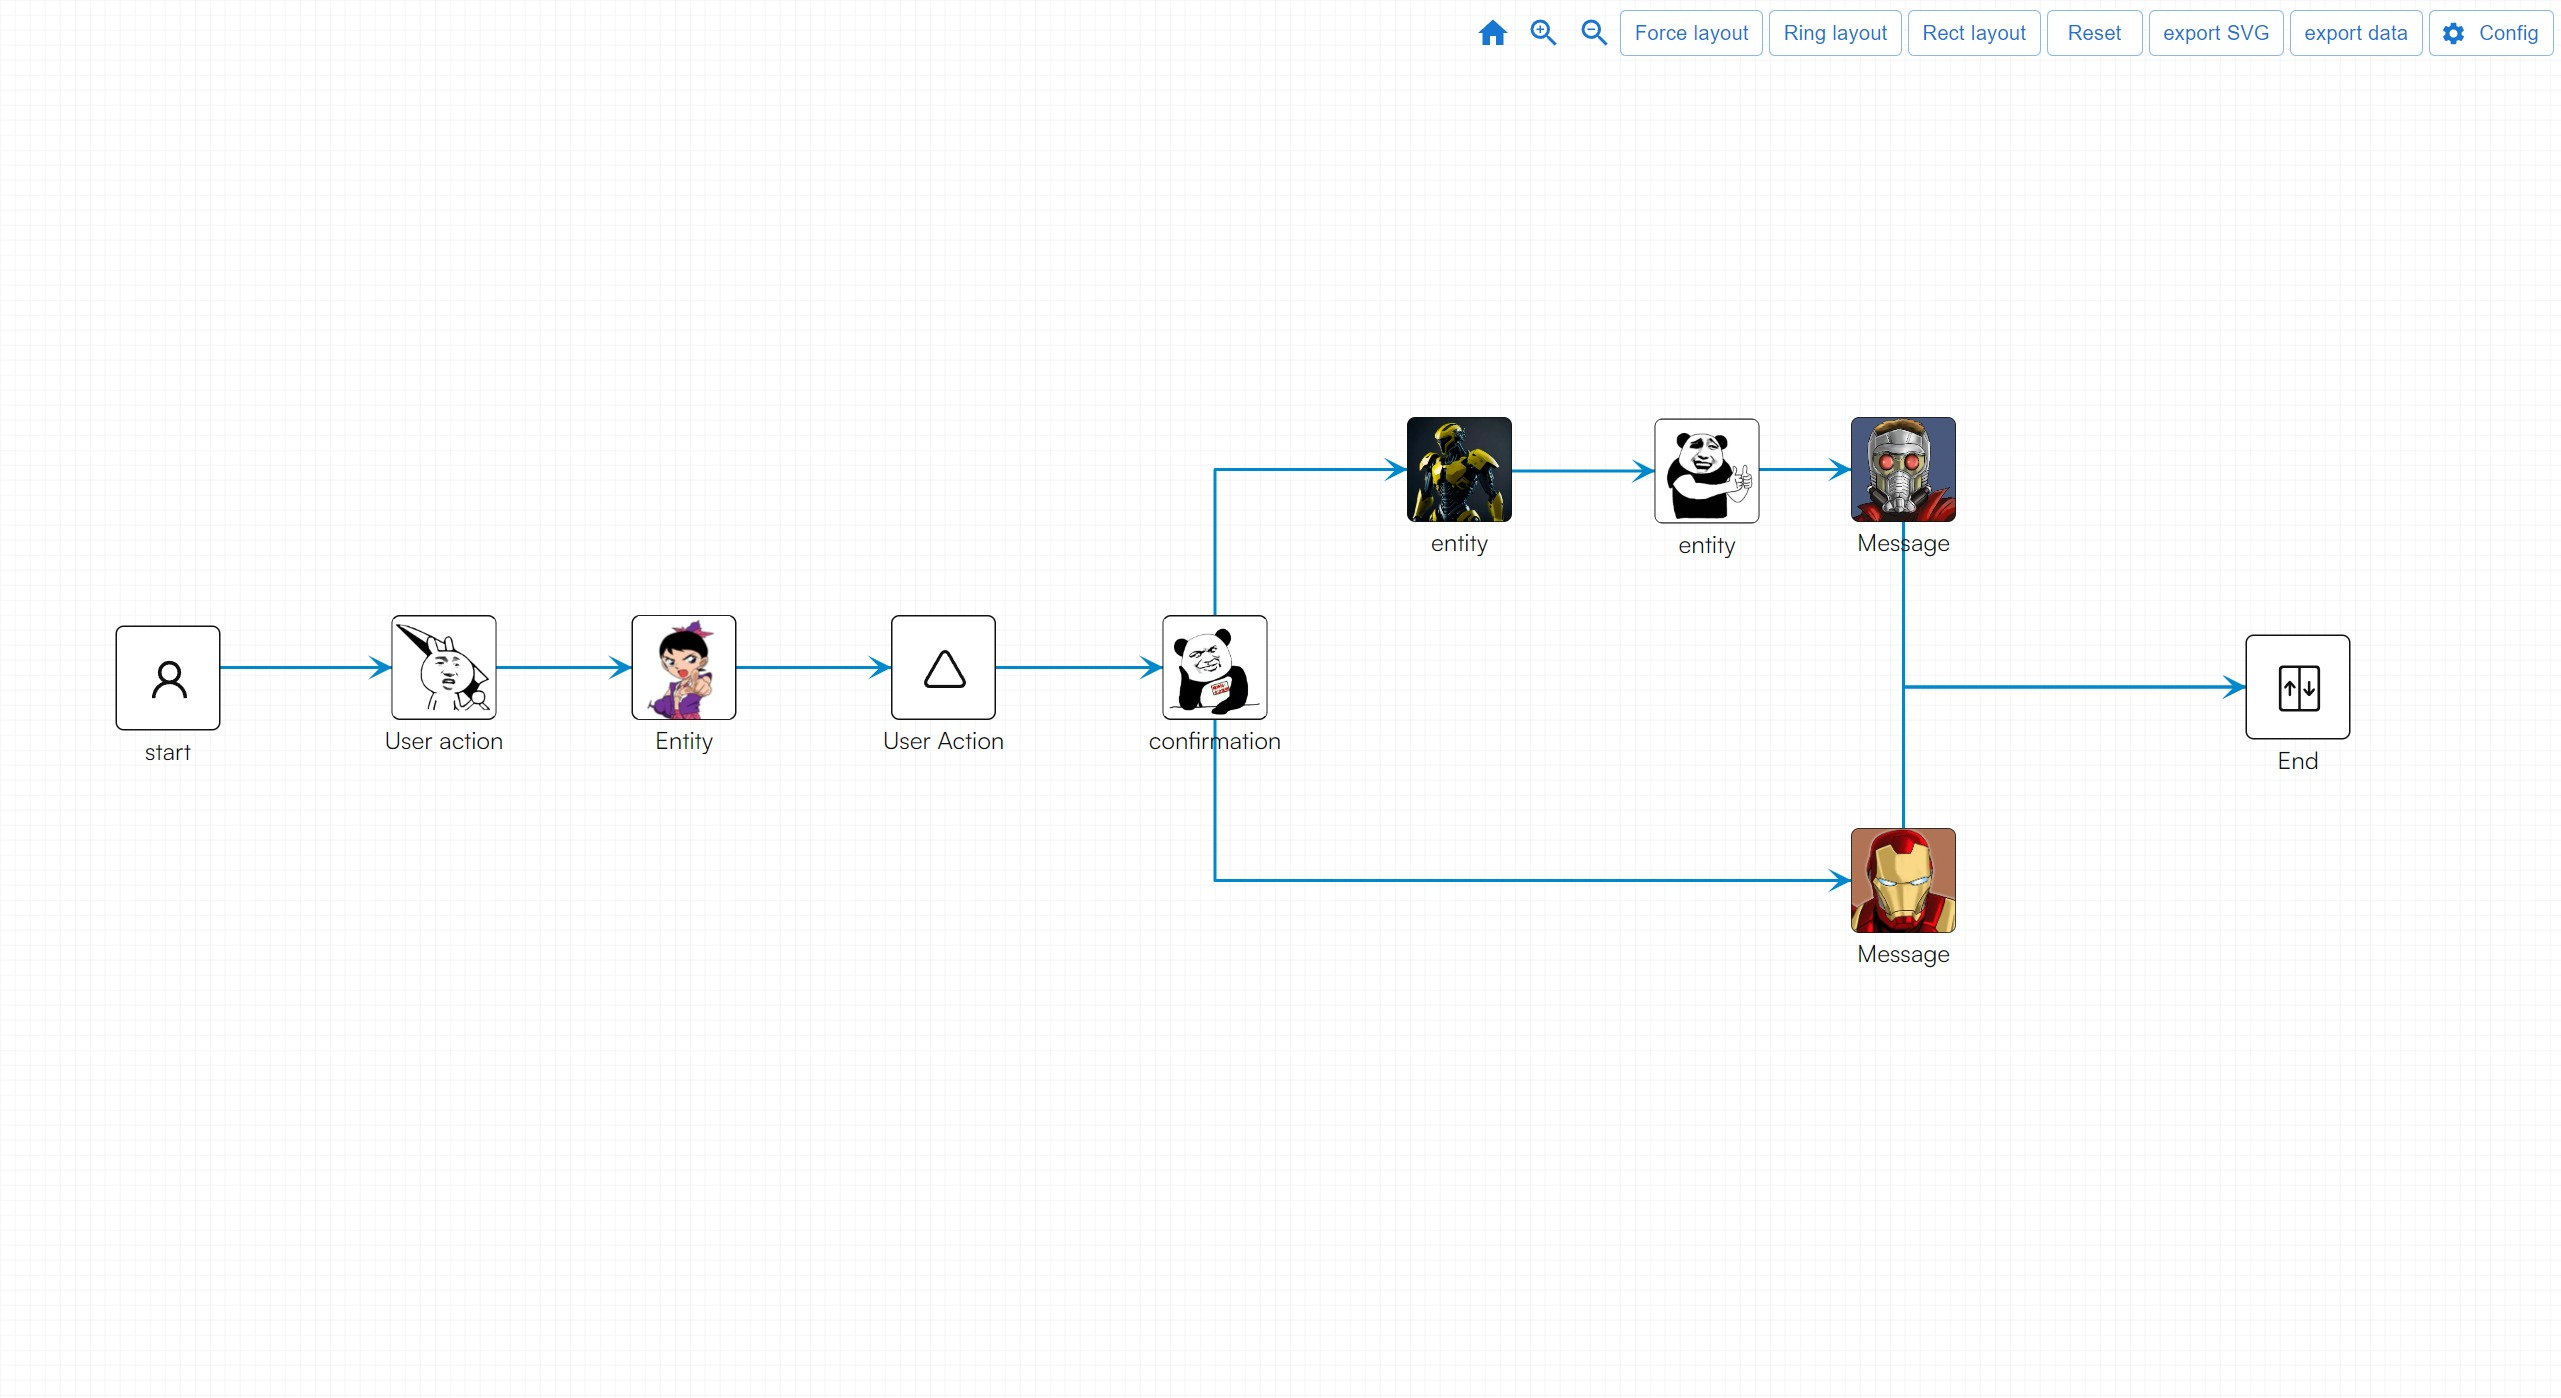 Force layout
Ring layout
Rect layout
Reset
export SVG
export data
Config
entity
entity
Message
start
User action
Entity
User Action
confirmation
End
Message